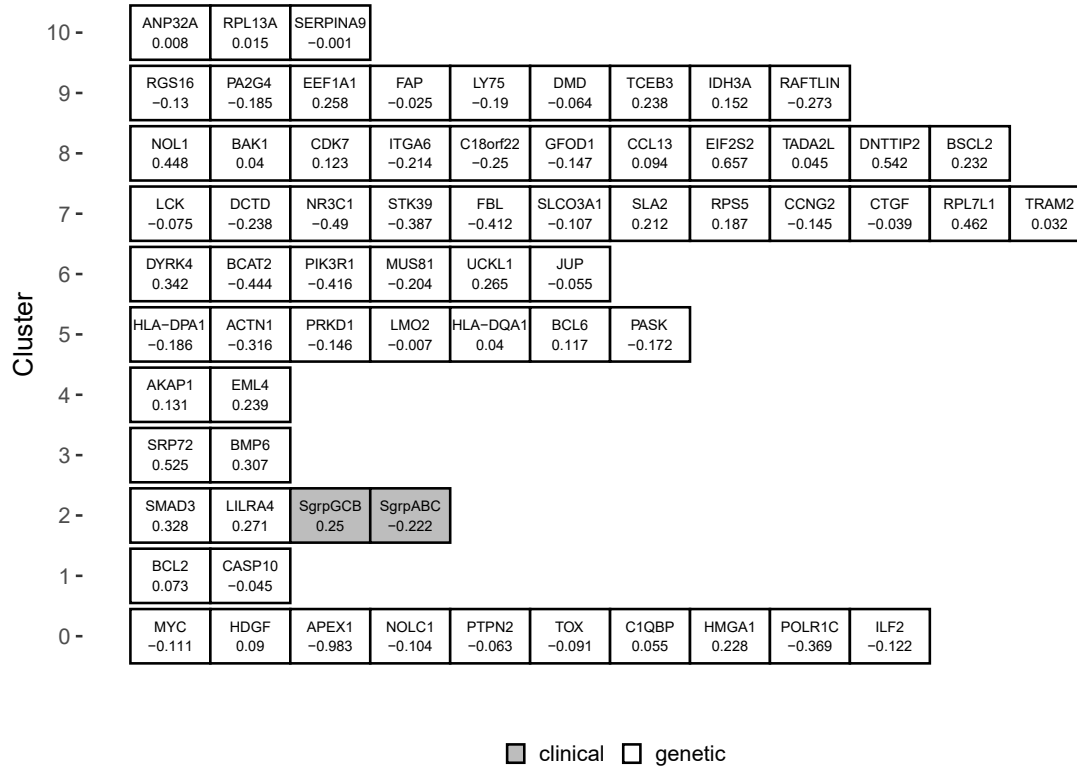 10 ANP32A RPL13A SERPINA9
0.008 0.015 −0.001
9 RGS16 PA2G4 EEF1A1 FAP LY75 DMD TCEB3 IDH3A RAFTLIN
−0.13 −0.185 0.258 −0.025 −0.19 −0.064 0.238 0.152 −0.273
8 NOL1 BAK1 CDK7 ITGA6 C18orf22 GFOD1 CCL13 EIF2S2 TADA2L DNTTIP2 BSCL2
0.448 0.04 0.123 −0.214 −0.25 −0.147 0.094 0.657 0.045 0.542 0.232
7 LCK DCTD NR3C1 STK39 FBL SLCO3A1 SLA2 RPS5 CCNG2 CTGF RPL7L1 TRAM2
−0.075 −0.238 −0.49 −0.387 −0.412 −0.107 0.212 0.187 −0.145 −0.039 0.462 0.032
6 DYRK4 BCAT2 PIK3R1 MUS81 UCKL1 JUP
0.342 −0.444 −0.416 −0.204 0.265 −0.055
5 HLA−DPA1 ACTN1 PRKD1 LMO2 HLA−DQA1 BCL6 PASK
−0.186 −0.316 −0.146 −0.007 0.04 0.117 −0.172
4 AKAP1 EML4
0.131 0.239
3 SRP72 BMP6
0.525 0.307
2 SMAD3 LILRA4 SgrpGCB SgrpABC
0.328 0.271 0.25 −0.222
1 BCL2 CASP10
0.073 −0.045
0 MYC HDGF APEX1 NOLC1 PTPN2 TOX C1QBP HMGA1 POLR1C ILF2
−0.111 0.09 −0.983 −0.104 −0.063 −0.091 0.055 0.228 −0.369 −0.122
Cluster
clinical genetic